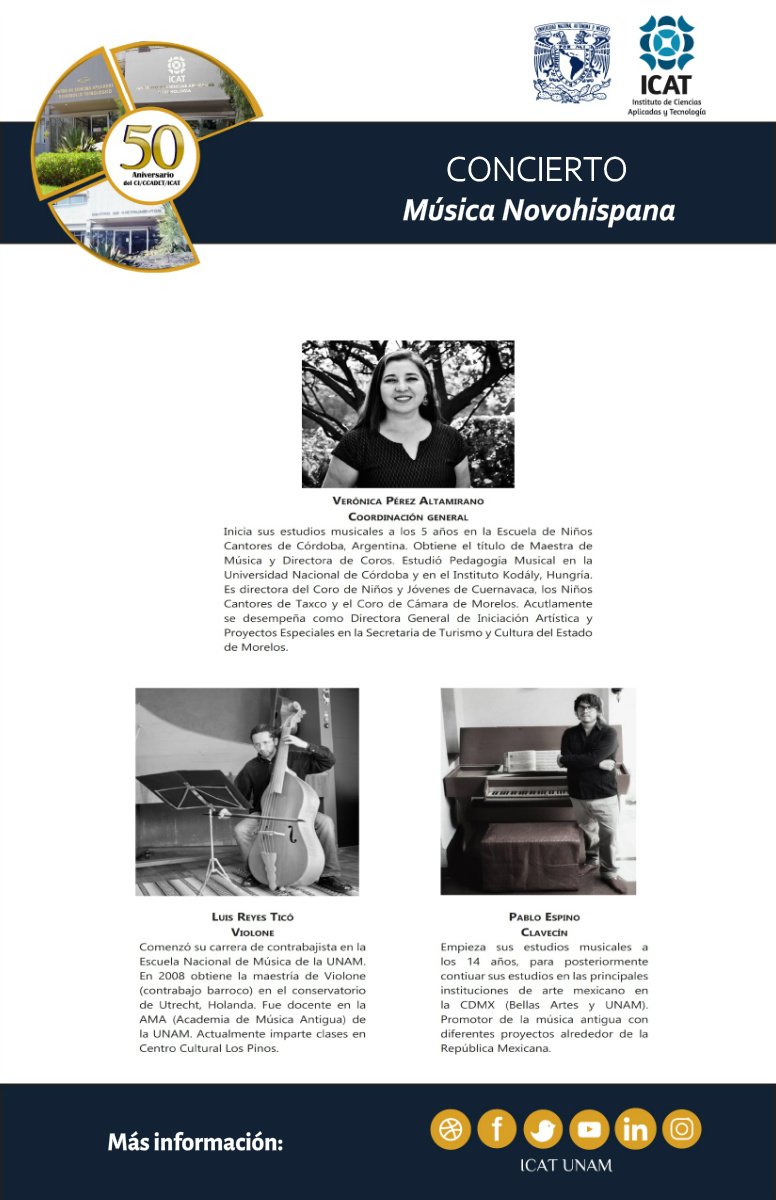 UNIVERSIDAD NACIONAL AUTONOMA DE MEXICO
ICAT
Instituto de Ciencias
Aplicadas y Tecnología
ICAT
50
Aniversario
del CI/CCADET/ICAT
CENTRO DE INSTRUMENTOS
CONCIERTO
Música Novohispana
Verónica Pérez Altamirano
Coordinación general
Inicia sus estudios musicales a los 5 años en la Escuela de Niños
Cantores de Córdoba, Argentina. Obtiene el título de Maestra de
Música y Directora de Coros. Estudió Pedagogía Musical en la
Universidad Nacional de Córdoba y en el Instituto Kodály, Hungría.
Es directora del Coro de Niños y Jóvenes de Cuernavaca, los Niños
Cantores de Taxco y el Coro de Cámara de Morelos. Acutlamente
se desempeña como Directora General de Iniciación Artística y
Proyectos Especiales en la Secretaria de Turismo y Cultura del Estado
de Morelos.
Luis Reyes Ticó
Violone
Comenzó su carrera de contrabajista en la
Escuela Nacional de Música de la UNAM.
En 2008 obtiene la maestría de Violone
(contrabajo barroco) en el conservatorio
de Utrecht, Holanda. Fue docente en la
AMA (Academia de Música Antigua) de
la UNAM. Actualmente imparte clases en
Centro Cultural Los Pinos.
Pablo Espino
Clavecín
Empieza sus estudios musicales a
los 14 años, para posteriormente
contiuar sus estudios en las principales
instituciones de arte mexicano en
la CDMX (Bellas Artes y UNAM).
Promotor de la música antigua con
diferentes proyectos alrededor de la
República Mexicana.
Más información:
ICAT UNAM